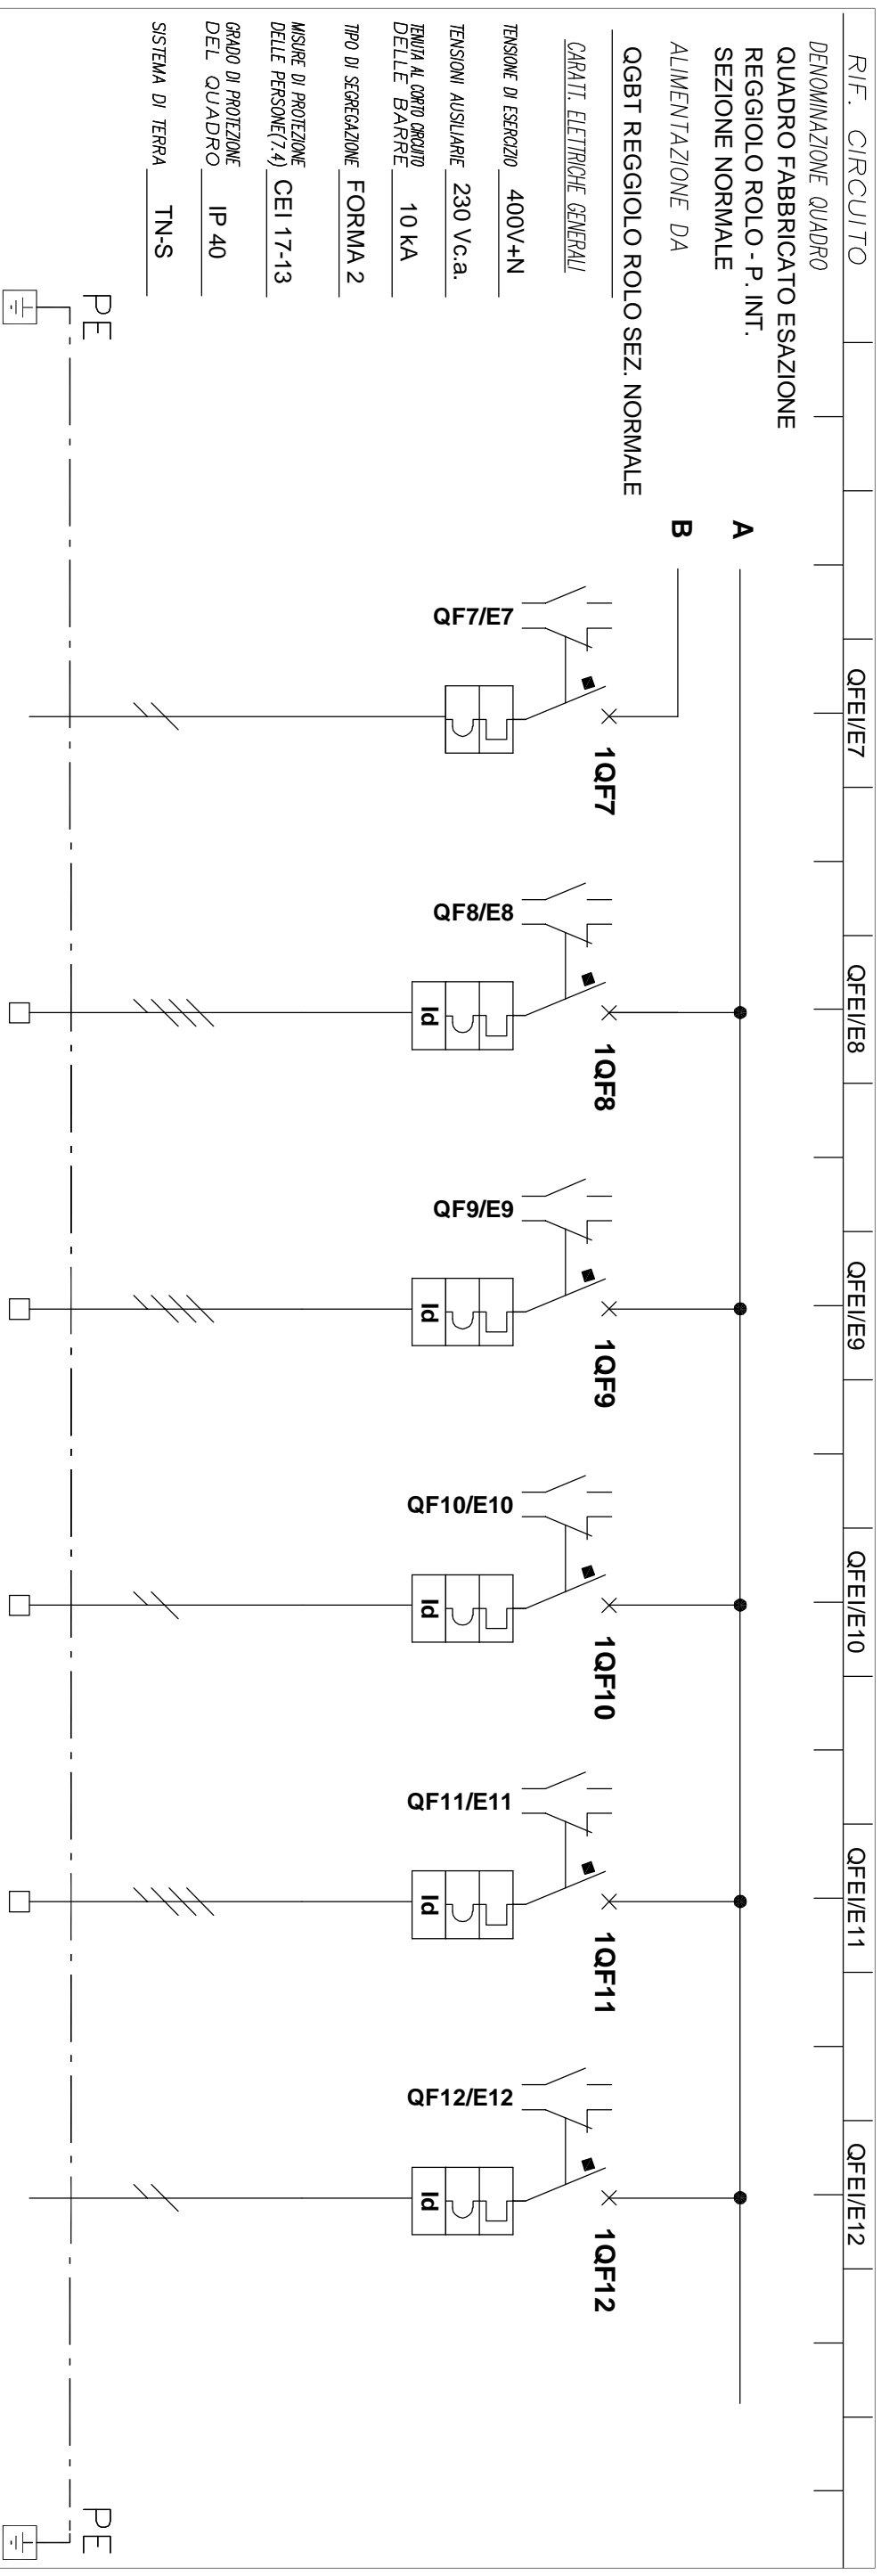 RIF. CIRCUITO
QFEI/E7
QFEI/E8
QFEI/E9
QFEI/E10
QFEI/E11
QFEI/E12
DENOMINAZIONE QUADRO
QUADRO FABBRICATO ESAZIONE
REGGIOLO ROLO - P. INT.
SEZIONE NORMALE
ALIMENTAZIONE DA
QGBT REGGIOLO ROLO SEZ. NORMALE
CARATT. ELETTRICHE GENERALI
TENSIONE DI ESERCIZIO 400V+N
TENSIONI AUSILIARIE 230 Vc.a.
TENUTA AL CORTO CIRCUITO
DELLE BARRE 10 kA
TIPO DI SEGREGAZIONE FORMA 2
MISURE DI PROTEZIONE
DELLE PERSONE(7.4) CEI 17-13
GRADO DI PROTEZIONE
DEL QUADRO IP 40
SISTEMA DI TERRA TN-S
A
B
1QF7
1QF8
1QF9
1QF10
1QF11
1QF12
QF7/E7
QF8/E8
QF9/E9
QF10/E10
QF11/E11
QF12/E12
Id
Id
Id
Id
Id
PE
PE